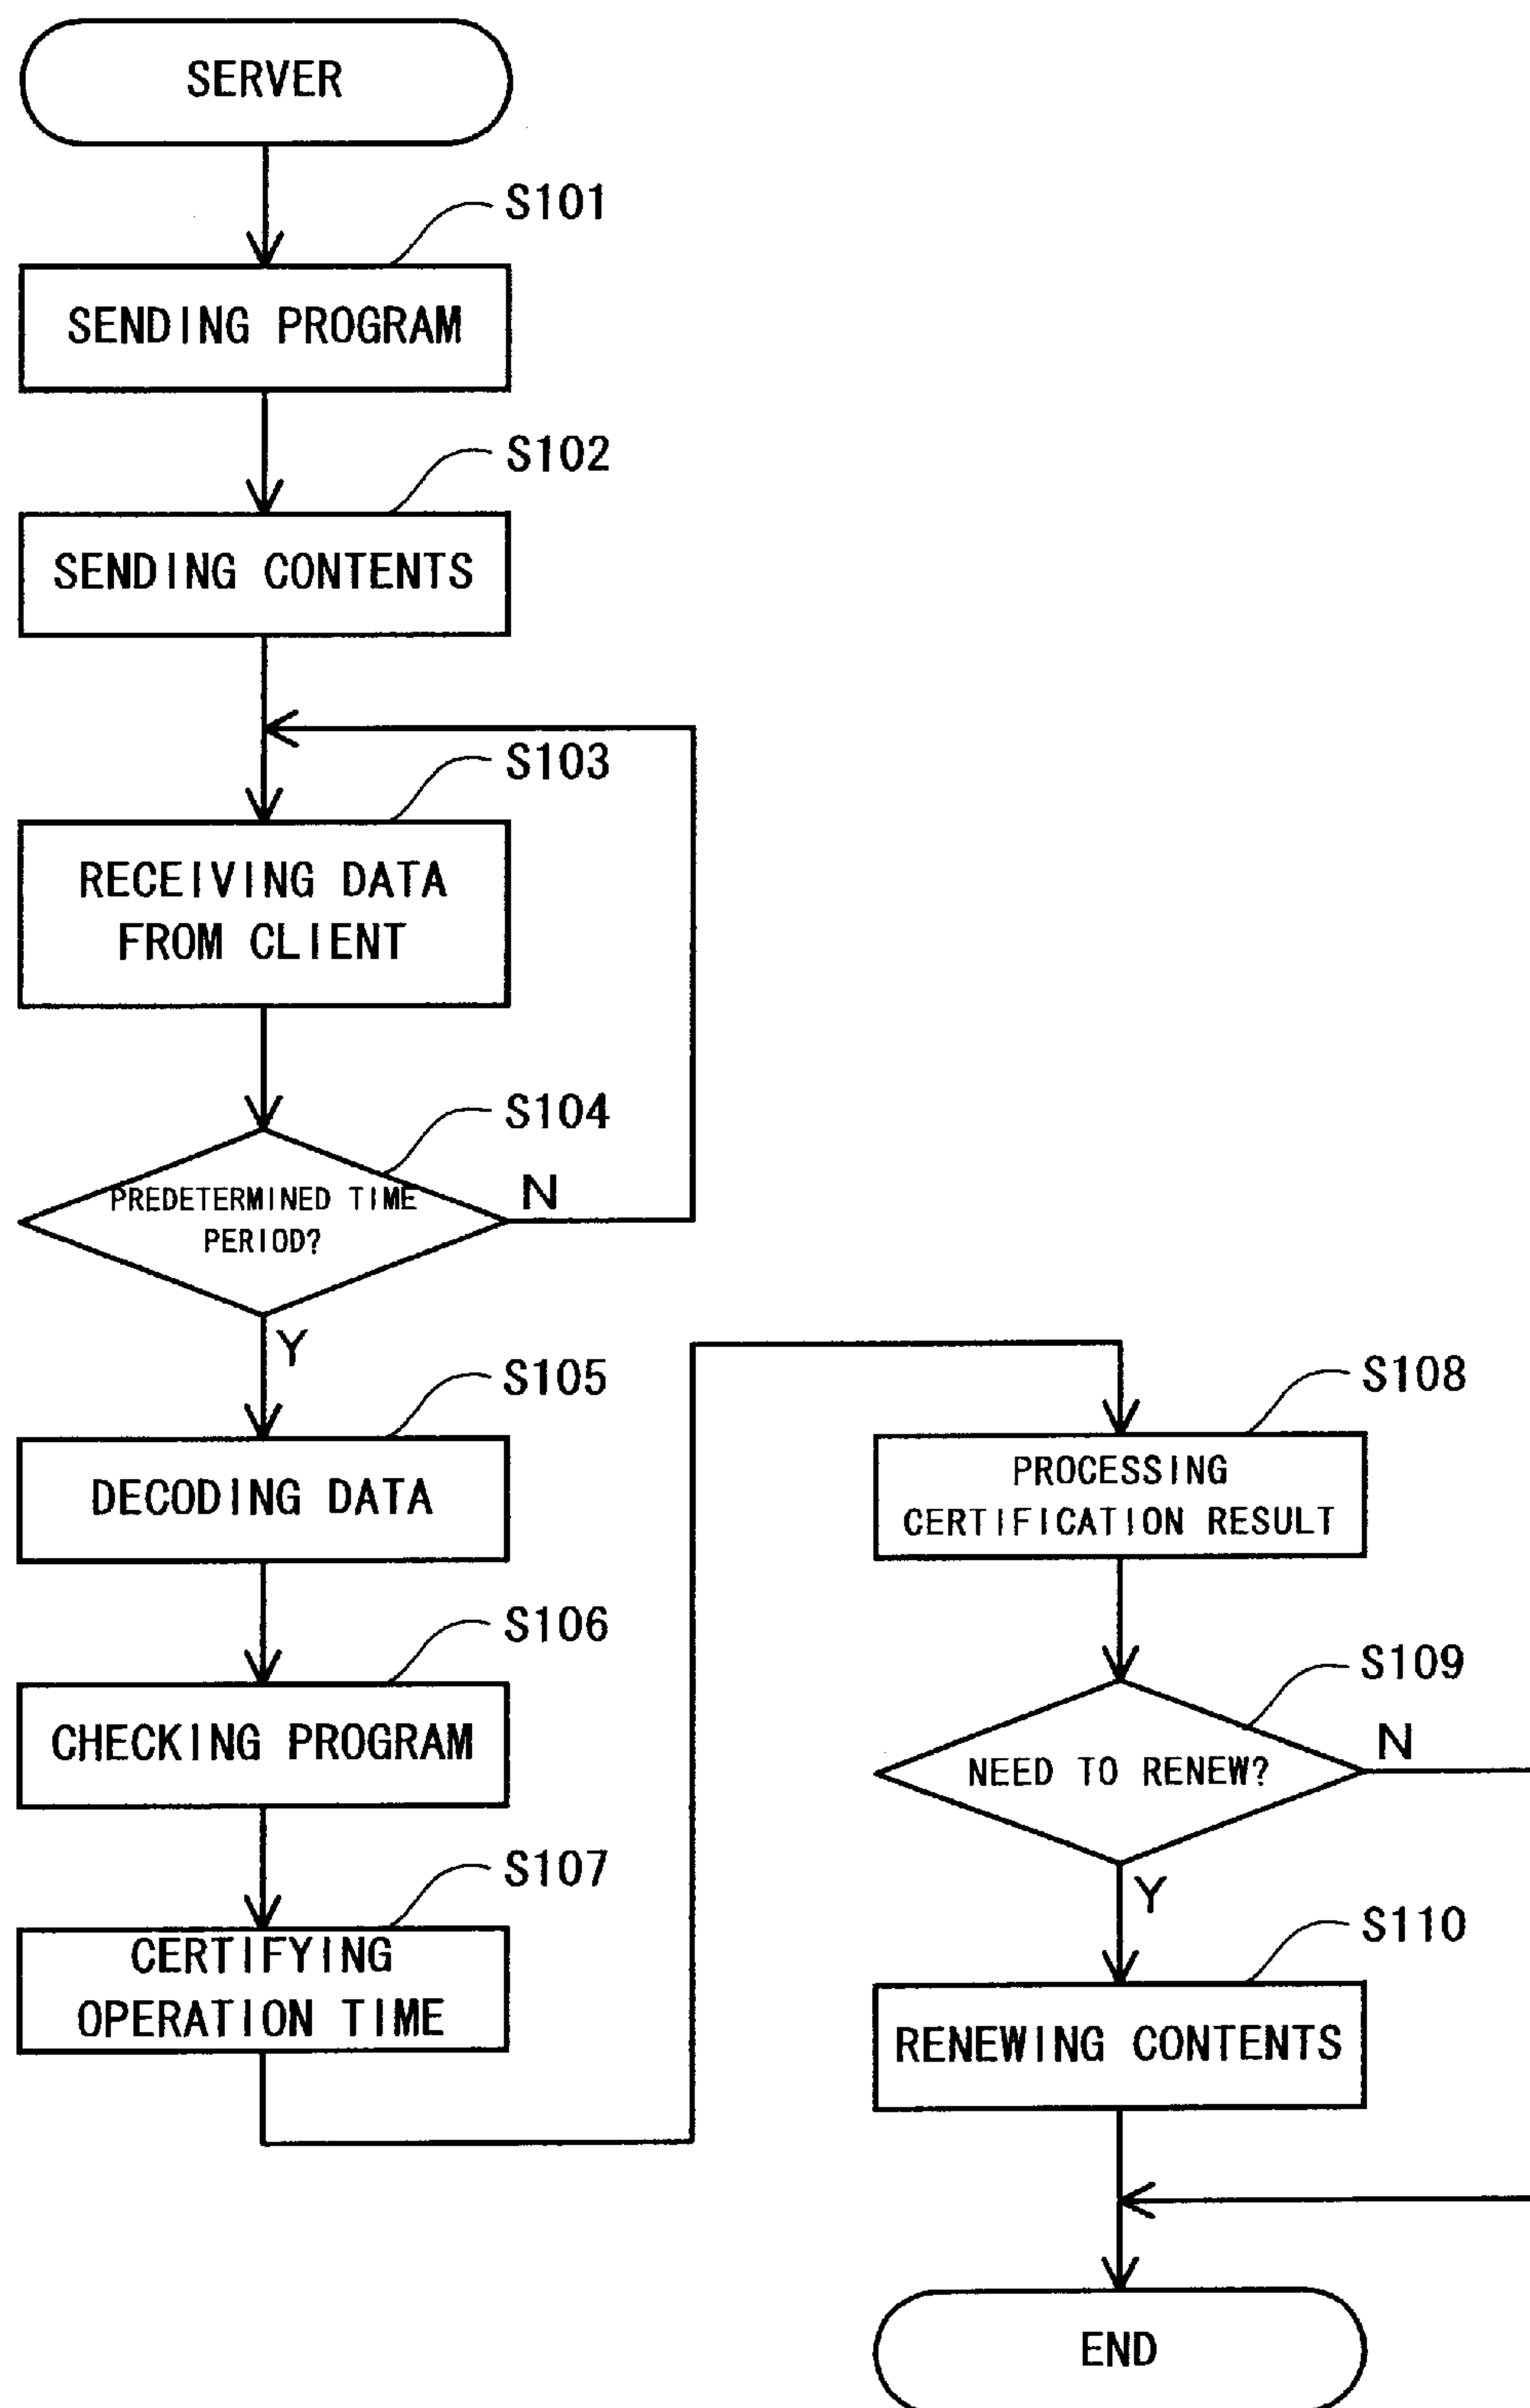 SERVER
S101
SENDING PROGRAM
S102
SENDING CONTENTS
S103
RECEIVING DATA
FROM CLIENT
S104
PREDETERMINED TIME
PERIOD?
N
Y
S105
DECODING DATA
S106
CHECKING PROGRAM
S107
CERTIFYING
OPERATION TIME
S108
PROCESSING
CERTIFICATION RESULT
S109
NEED TO RENEW?
N
Y
S110
RENEWING CONTENTS
END